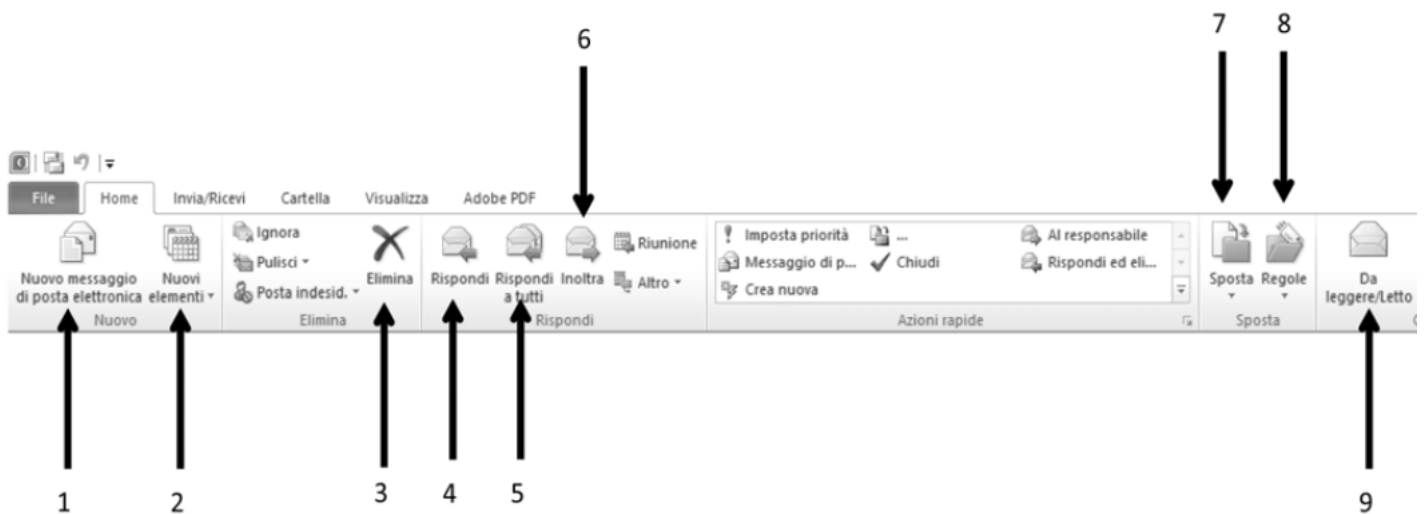 7 8
6
File Home Invia/Ricevi Cartella Visualizza Adobe PDF
Nuovo messaggio
di posta elettronica
Nuovi
elementi
Nuovo
Ignora
Pulisci
Posta indesid.
Elimina
Elimina
Rispondi
Rispondi
a tutti
Inoltra
Riunione
Altro
Rispondi
Imposta priorità
Messaggio di p...
Crea nuova
...
Chiudi
Al responsabile
Rispondi ed eli...
Azioni rapide
Sposta
Regole
Sposta
Da
leggere/Letto
1 2 3 4 5 9